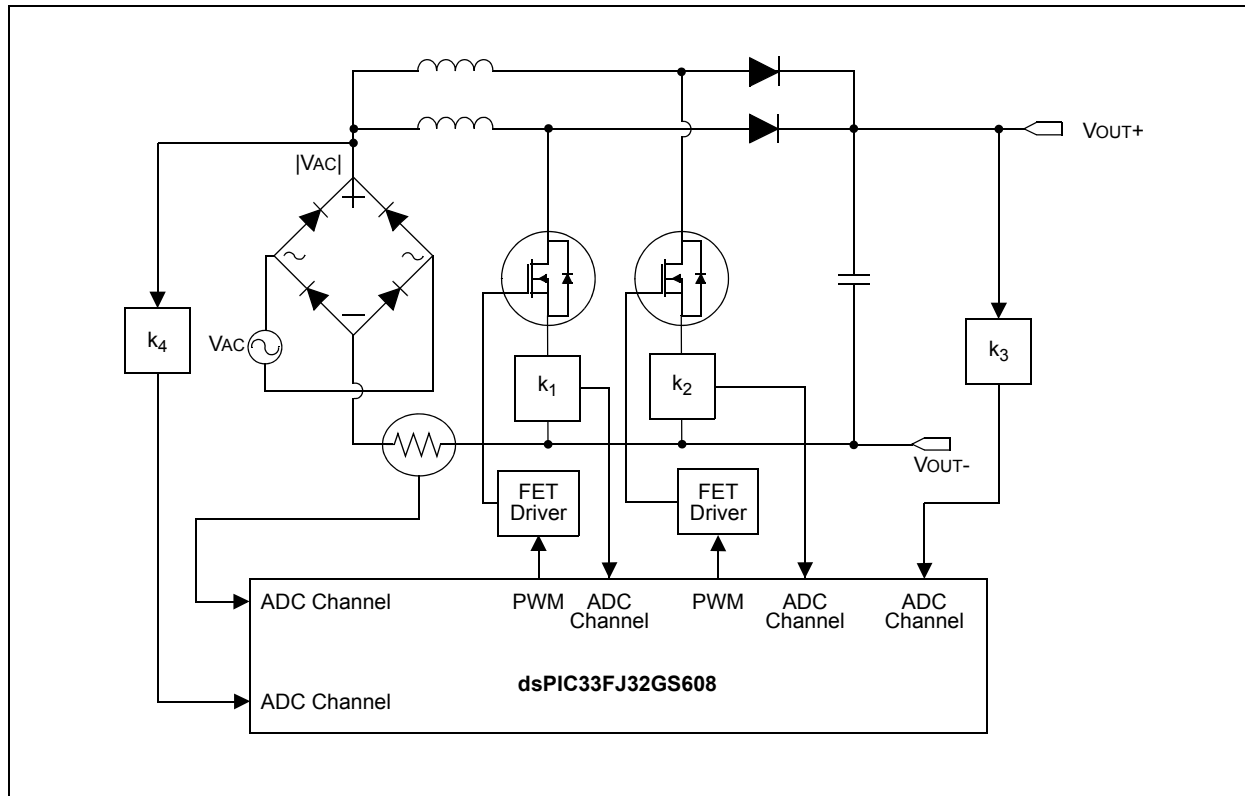 VOUT+
|VAC|
+
k4
VAC
k1
k2
k3
VOUT-
FET
Driver
FET
Driver
ADC Channel
PWM
ADC
Channel
PWM
ADC
Channel
ADC
Channel
dsPIC33FJ32GS608
ADC Channel